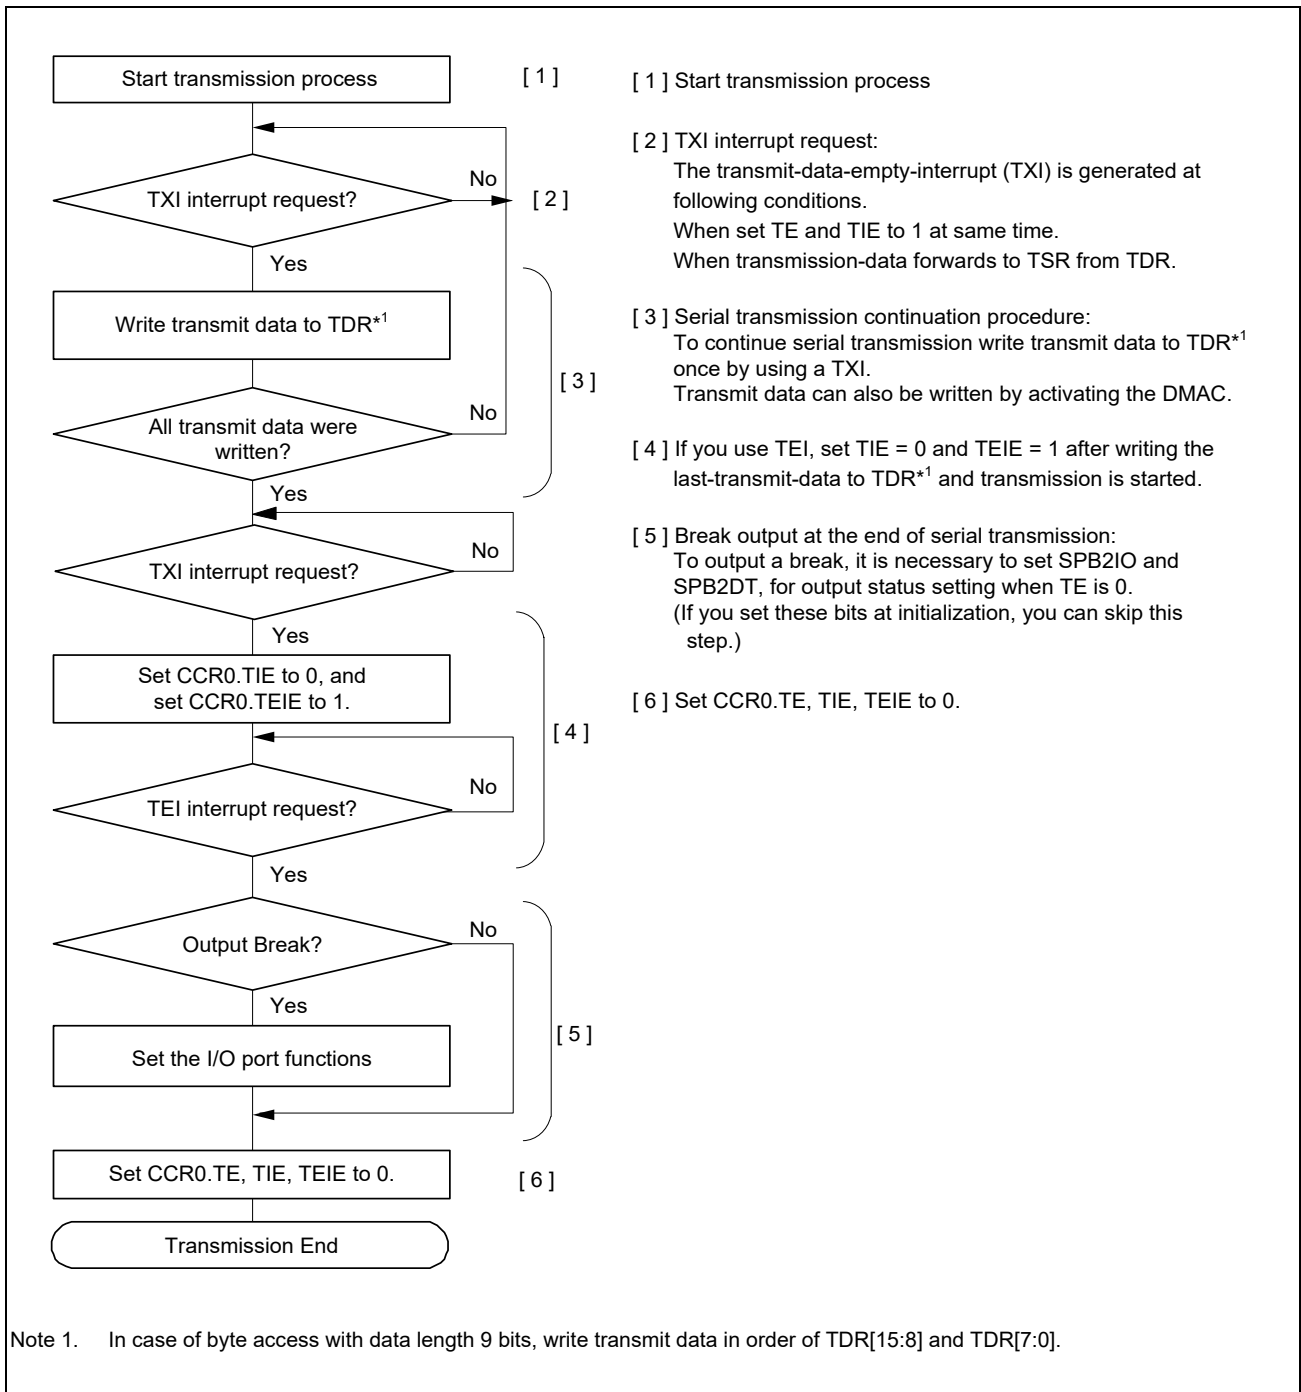 Start transmission process
[ 1 ]
TXI interrupt request?
No
[ 2 ]
Yes
Write transmit data to TDR*1
[ 3 ]
All transmit data were
written?
No
Yes
TXI interrupt request?
No
Yes
Set CCR0.TIE to 0, and
set CCR0.TEIE to 1.
[ 4 ]
TEI interrupt request?
No
Yes
Output Break?
No
Yes
[ 5 ]
Set the I/O port functions
Set CCR0.TE, TIE, TEIE to 0.
[ 6 ]
Transmission End
[ 1 ] Start transmission process
[ 2 ] TXI interrupt request:
The transmit-data-empty-interrupt (TXI) is generated at
following conditions.
When set TE and TIE to 1 at same time.
When transmission-data forwards to TSR from TDR.
[ 3 ] Serial transmission continuation procedure:
To continue serial transmission write transmit data to TDR*1
once by using a TXI.
Transmit data can also be written by activating the DMAC.
[ 4 ] If you use TEI, set TIE = 0 and TEIE = 1 after writing the
last-transmit-data to TDR*1 and transmission is started.
[ 5 ] Break output at the end of serial transmission:
To output a break, it is necessary to set SPB2IO and
SPB2DT, for output status setting when TE is 0.
(If you set these bits at initialization, you can skip this
step.)
[ 6 ] Set CCR0.TE, TIE, TEIE to 0.
Note 1. In case of byte access with data length 9 bits, write transmit data in order of TDR[15:8] and TDR[7:0].